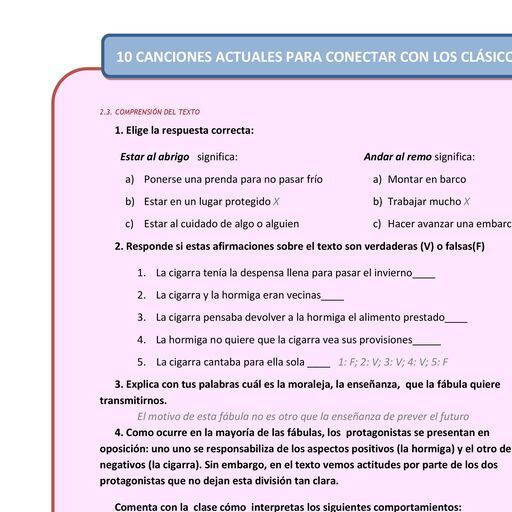 10 CANCIONES ACTUALES PARA CONECTAR CON LOS CLÁSICO
2.3. COMPRENSIÓN DEL TEXTO
1. Elige la respuesta correcta:
Estar al abrigo significa: Andar al remo significa:
a) Ponerse una prenda para no pasar frío a) Montar en barco
b) Estar en un lugar protegido X b) Trabajar mucho X
c) Estar al cuidado de algo o alguien c) Hacer avanzar una embarc
2. Responde si estas afirmaciones sobre el texto son verdaderas (V) o falsas(F)
1. La cigarra tenía la despensa llena para pasar el invierno____
2. La cigarra y la hormiga eran vecinas____
3. La cigarra pensaba devolver a la hormiga el alimento prestado____
4. La hormiga no quiere que la cigarra vea sus provisiones_____
5. La cigarra cantaba para ella sola ____ 1: F; 2: V; 3: V; 4: V; 5: F
3. Explica con tus palabras cuál es la moraleja, la enseñanza, que la fábula quiere
transmitirnos.
El motivo de esta fábula no es otro que la enseñanza de prever el futuro
4. Como ocurre en la mayoría de las fábulas, los protagonistas se presentan en
oposición: uno uno se responsabiliza de los aspectos positivos (la hormiga) y el otro de
negativos (la cigarra). Sin embargo, en el texto vemos actitudes por parte de los dos
protagonistas que no dejan esta división tan clara.
Comenta con la clase cómo interpretas los siguientes comportamientos: